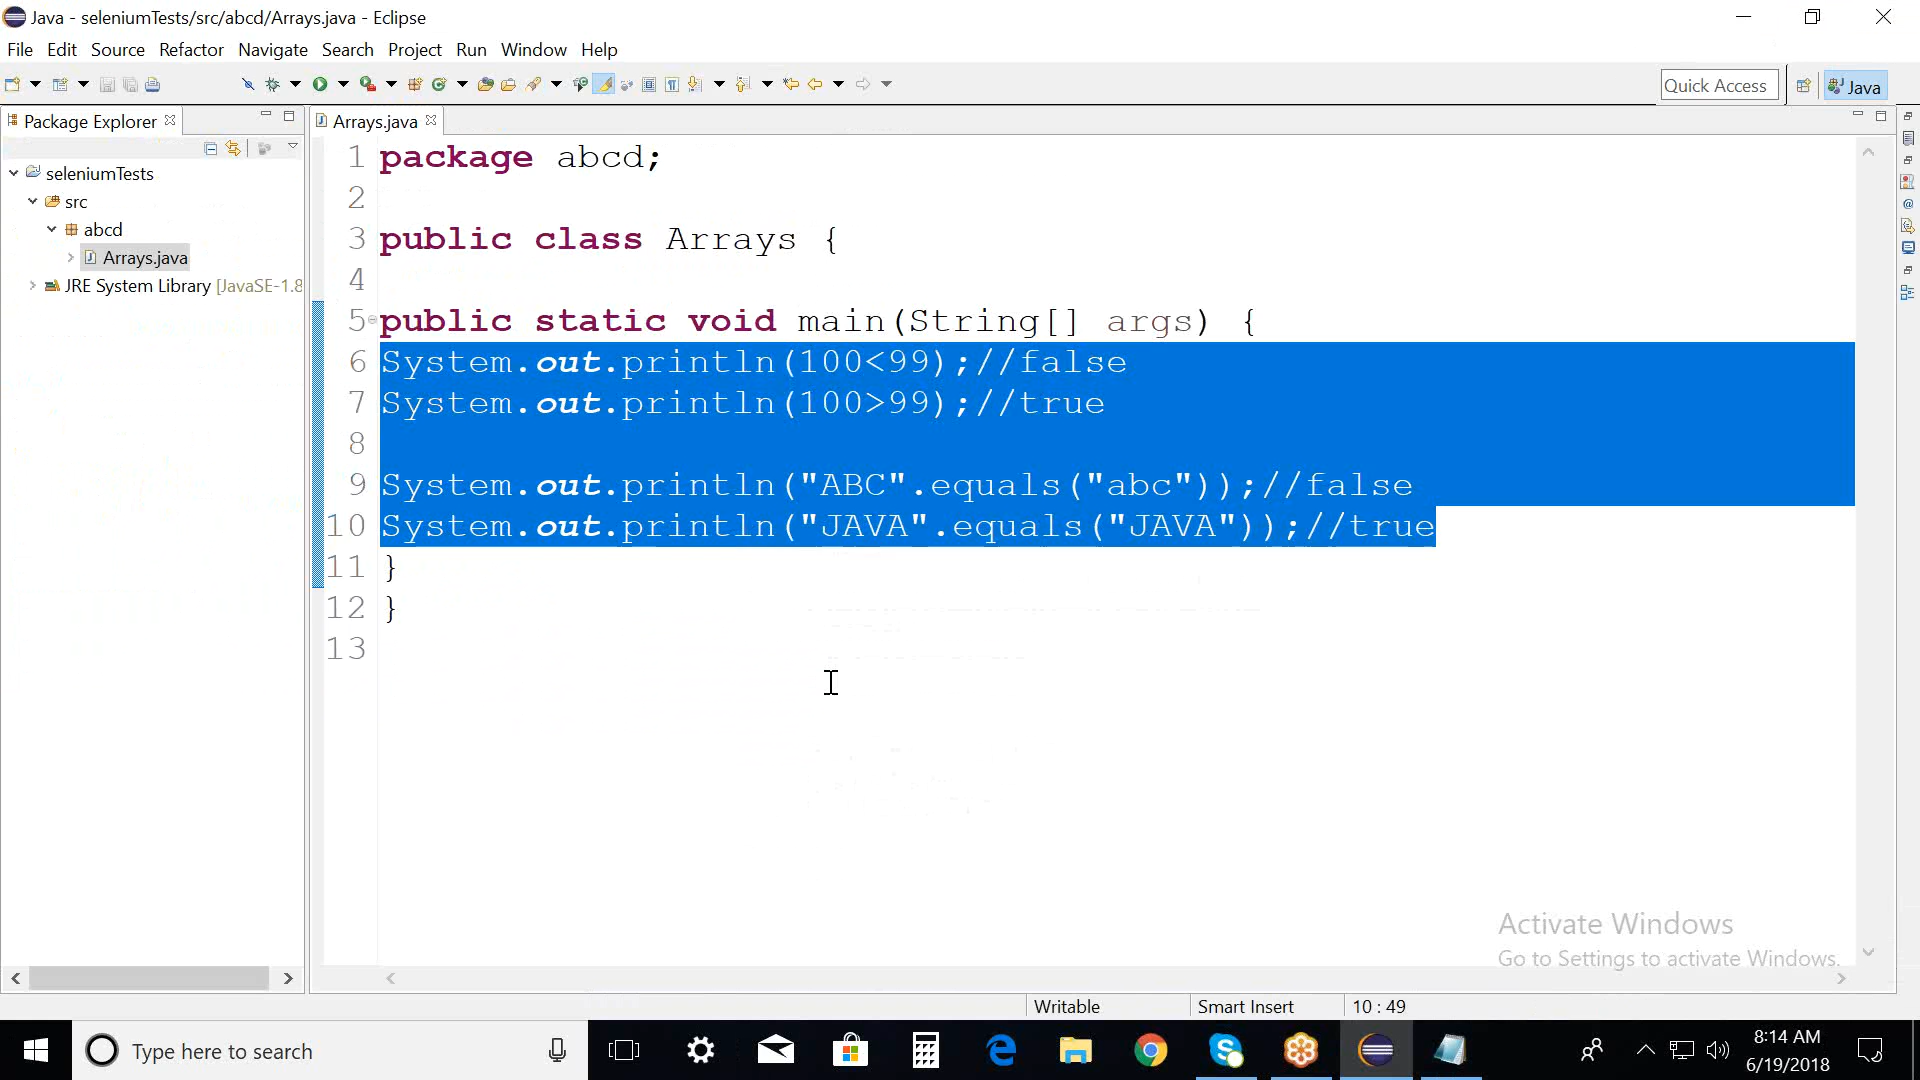 Java - seleniumTests/src/abcd/Arrays.java - Eclipse
File Edit Source Refactor Navigate Search Project Run Window Help
Quick Access Java
Package Explorer Arrays.java
seleniumTests
src
abcd
Arrays.java
JRE System Library [JavaSE-1.8
1 package abcd;
2
3 public class Arrays {
4
5 public static void main(String[] args) {
6 System.out.println(100<99);//false
7 System.out.println(100>99);//true
8
9 System.out.println("ABC".equals("abc"));//false
10 System.out.println("JAVA".equals("JAVA"));//true
11 }
12 }
13
Activate Windows
Go to Settings to activate Windows.
Writable Smart Insert 10 : 49
Type here to search
8:14 AM
6/19/2018